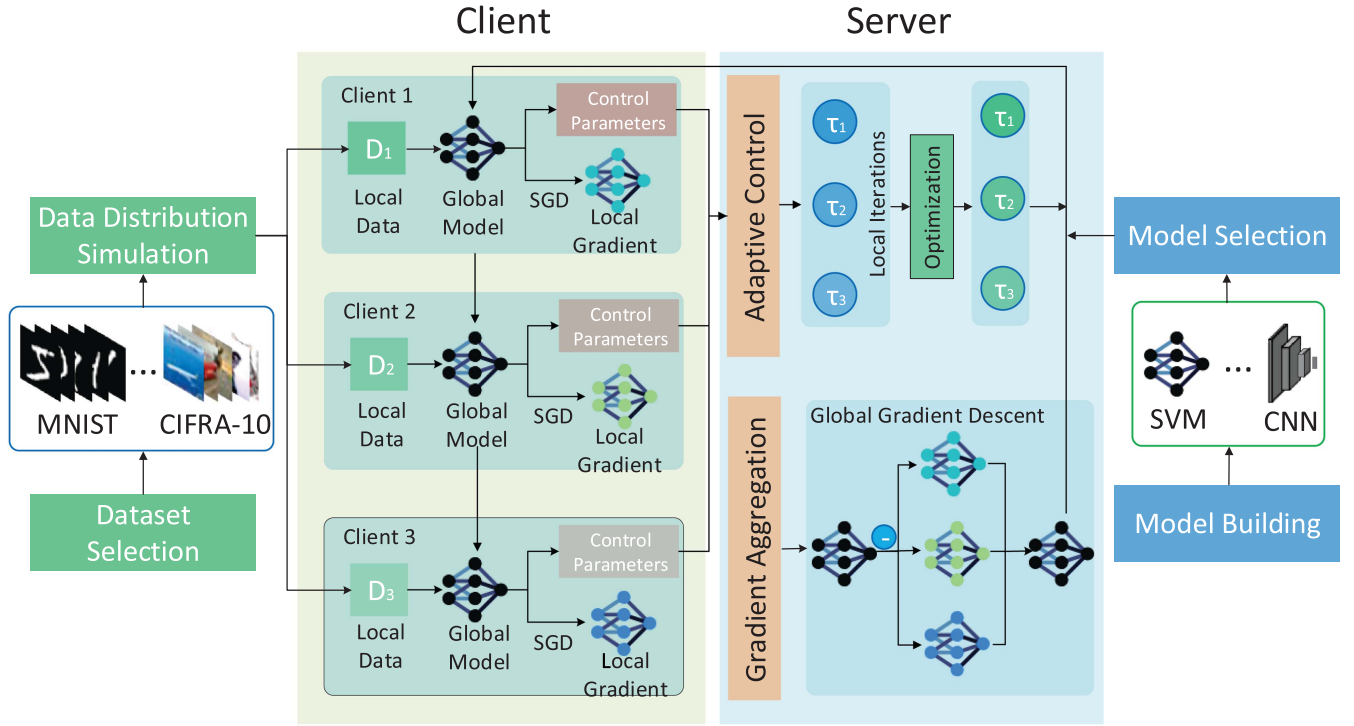 Client
Server
Client 1
D1
Local
Data
Global
Model
Control
Parameters
SGD
Local
Gradient
Client 2
D2
Local
Data
Global
Model
Control
Parameters
SGD
Local
Gradient
Client 3
D3
Local
Data
Global
Model
Control
Parameters
SGD
Local
Gradient
Data Distribution
Simulation
MNIST
...
CIFRA-10
Dataset
Selection
Adaptive Control
τ1
τ2
τ3
Local Iterations
Optimization
τ1
τ2
τ3
Gradient Aggregation
Global Gradient Descent
-
Model Selection
SVM
...
CNN
Model Building